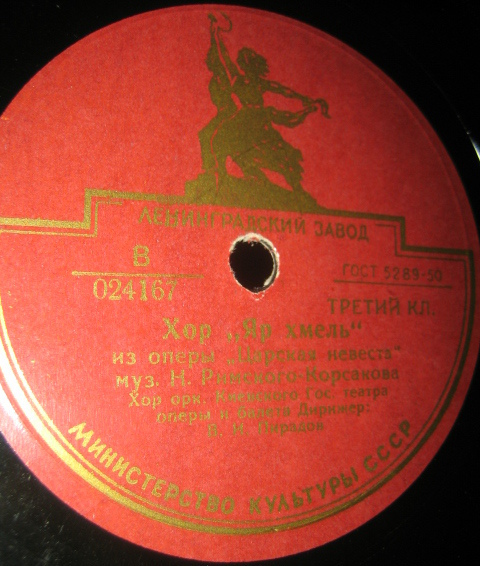 ЛЕНИНГРАДСКИЙ ЗАВОД
В
024167
ГОСТ 5289-50
ТРЕТИЙ КЛ.
Хор „Яр хмель“
из оперы „Царская невеста“
муз. Н. Римского-Корсакова
Хор орк. Киевского Гос. театра
оперы и балета Дирижер:
В. И.
МИНИСТЕРСТВО КУЛЬТУРЫ СССР